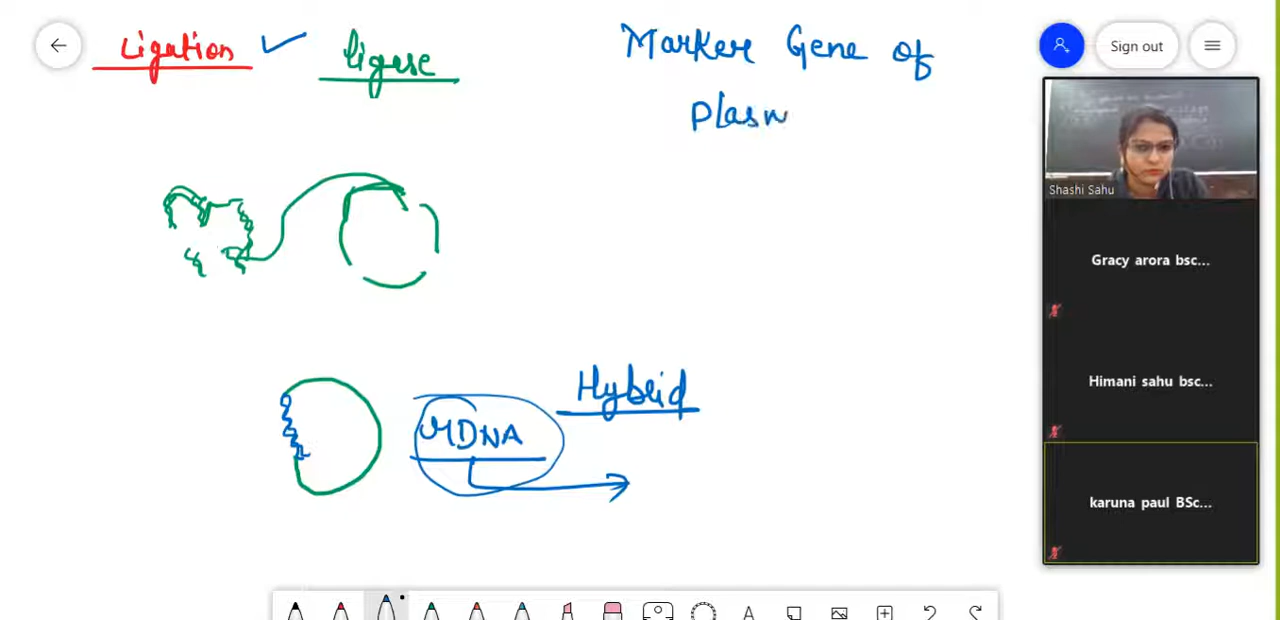 Ligation
ligase
Marker Gene of
Plasm
Sign out
Shashi Sahu
Gracy arora bsc...
Himani sahu bsc...
Hybrid
rDNA
karuna paul BSc...
A